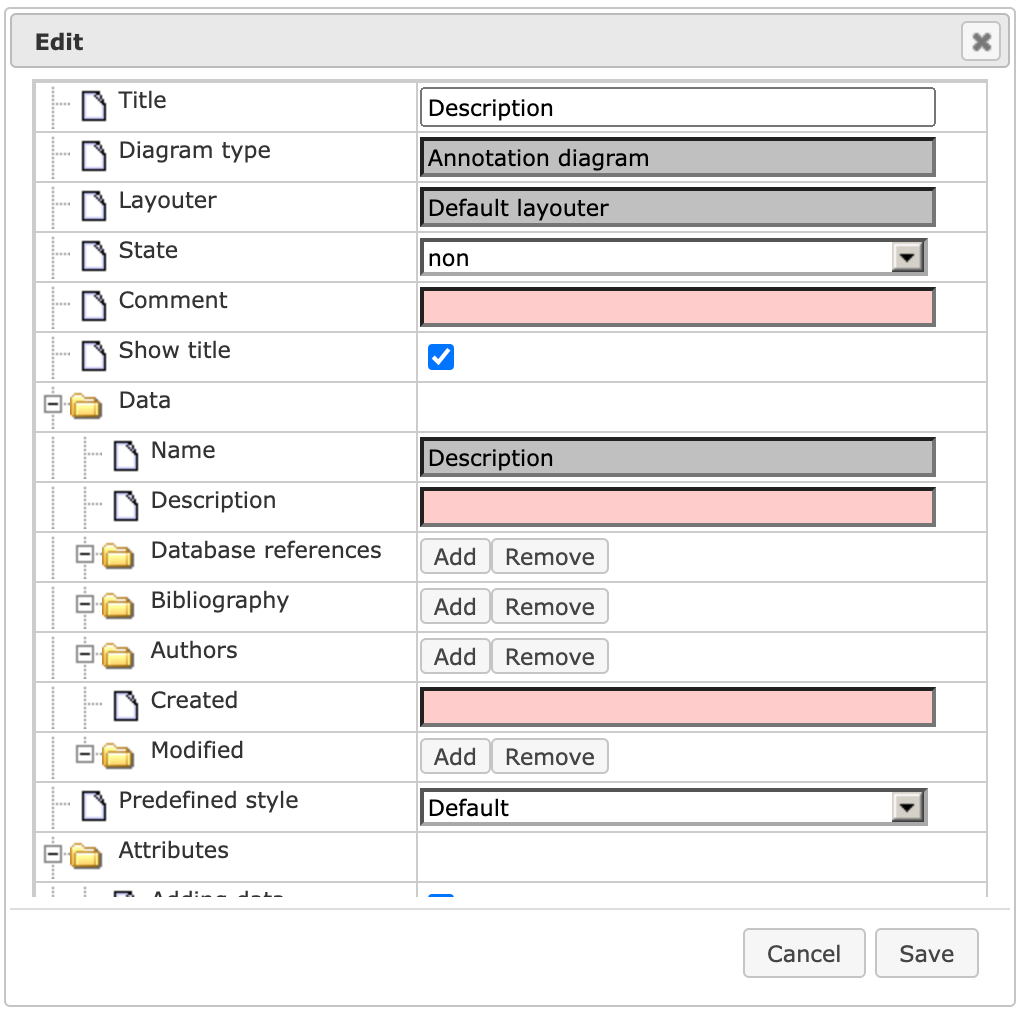 Edit
Title Description
Diagram type Annotation diagram
Layouter Default layouter
State non
Comment
Show title
Data
Name Description
Description
Database references Add Remove
Bibliography Add Remove
Authors Add Remove
Created
Modified Add Remove
Predefined style Default
Attributes
Adding data
Cancel Save